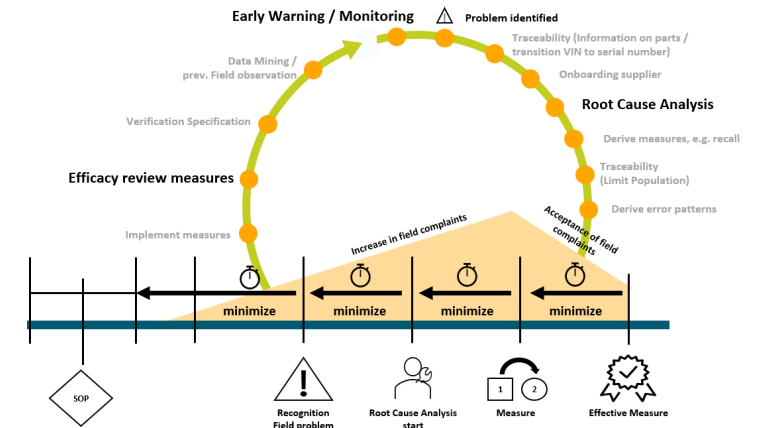 Early Warning / Monitoring
Problem identified
Data Mining /
prev. Field observation
Traceability (Information on parts /
transition VIN to serial number)
Onboarding supplier
Root Cause Analysis
Verification Specification
Derive measures, e.g. recall
Efficacy review measures
Traceability
(Limit Population)
Derive error patterns
Implement measures
Increase in field complaints
Acceptance of field
complaints
minimize
minimize
minimize
minimize
SOP
1
2
Recognition
Field problem
Root Cause Analysis
start
Measure
Effective Measure